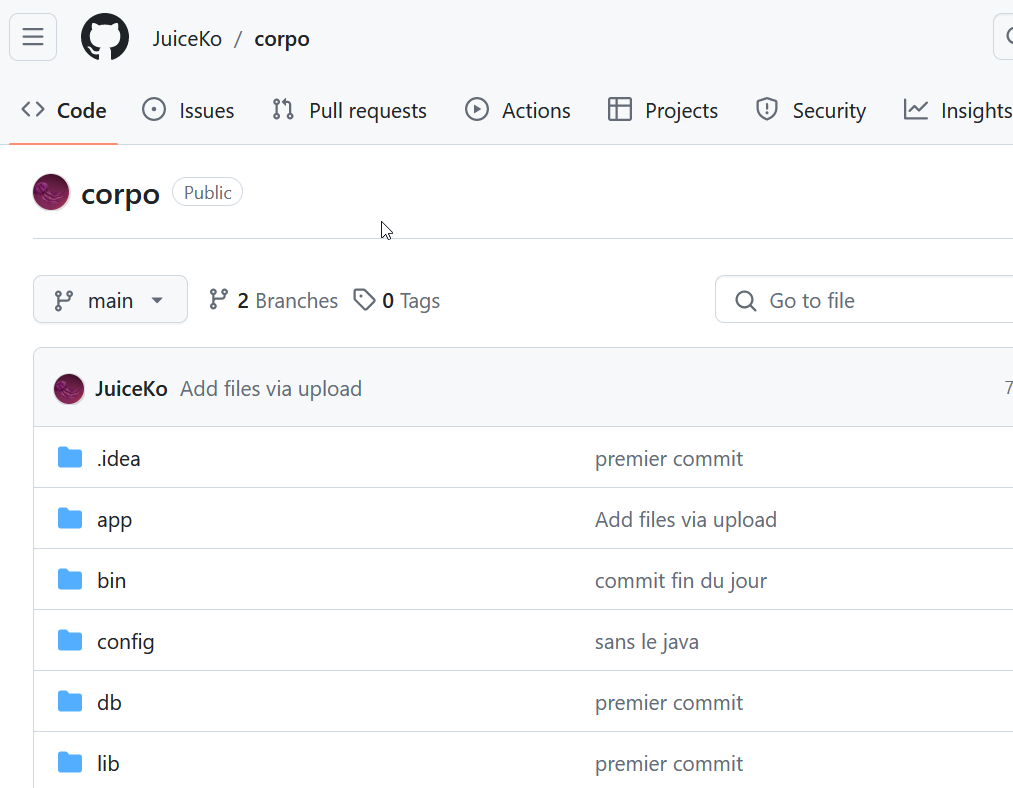 JuiceKo / corpo
Code Issues Pull requests Actions Projects Security Insights
corpo Public
main 2 Branches 0 Tags Go to file
JuiceKo Add files via upload 7
.idea premier commit
app Add files via upload
bin commit fin du jour
config sans le java
db premier commit
lib premier commit